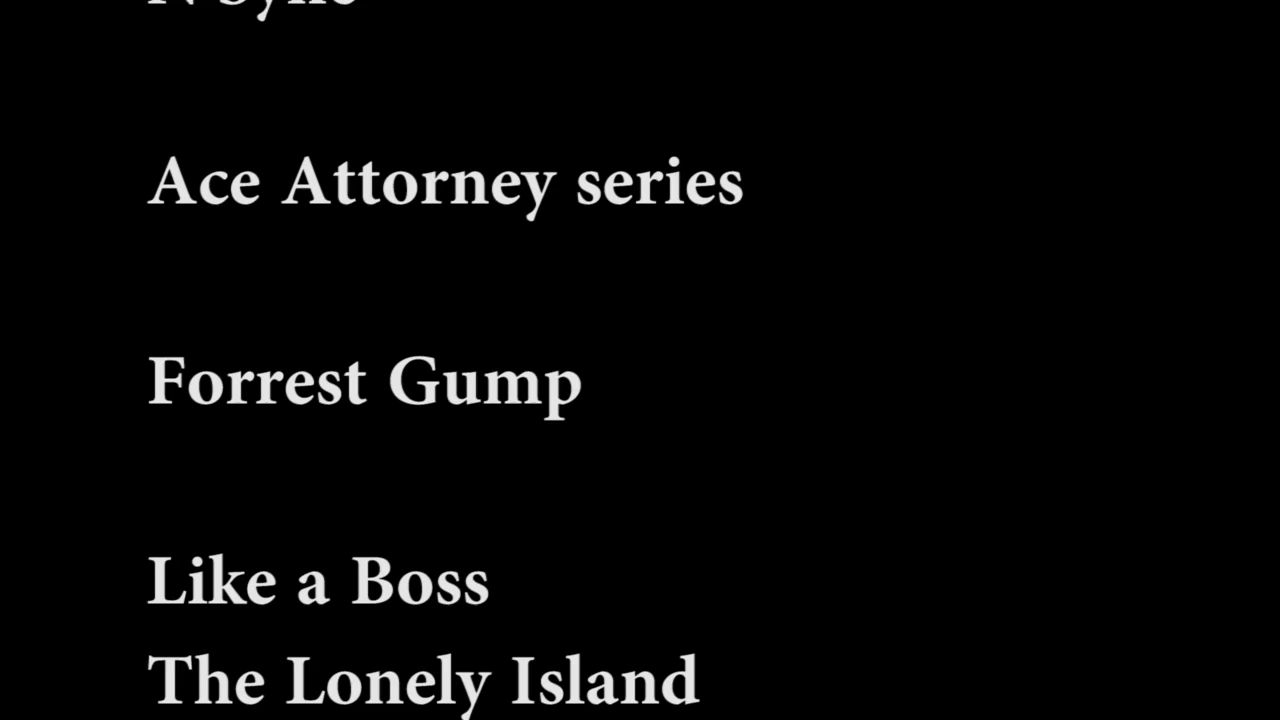 Ace Attorney series
Forrest Gump
Like a Boss
The Lonely Island